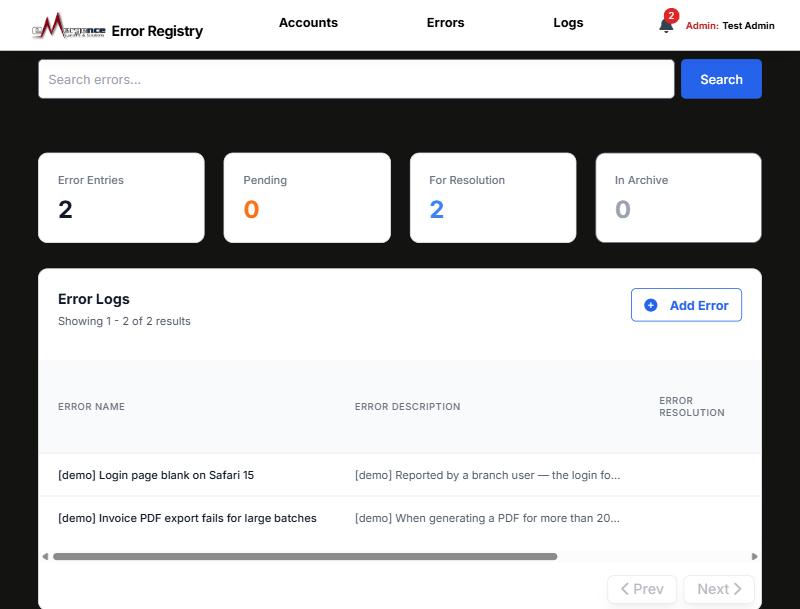 Emergence
Error Registry
Accounts
Errors
Logs
2
Admin: Test Admin
Search errors...
Search
Error Entries
2
Pending
0
For Resolution
2
In Archive
0
Error Logs
Showing 1 - 2 of 2 results
Add Error
ERROR NAME
ERROR DESCRIPTION
ERROR
RESOLUTION
[demo] Login page blank on Safari 15
[demo] Reported by a branch user — the login fo...
[demo] Invoice PDF export fails for large batches
[demo] When generating a PDF for more than 20...
Prev
Next